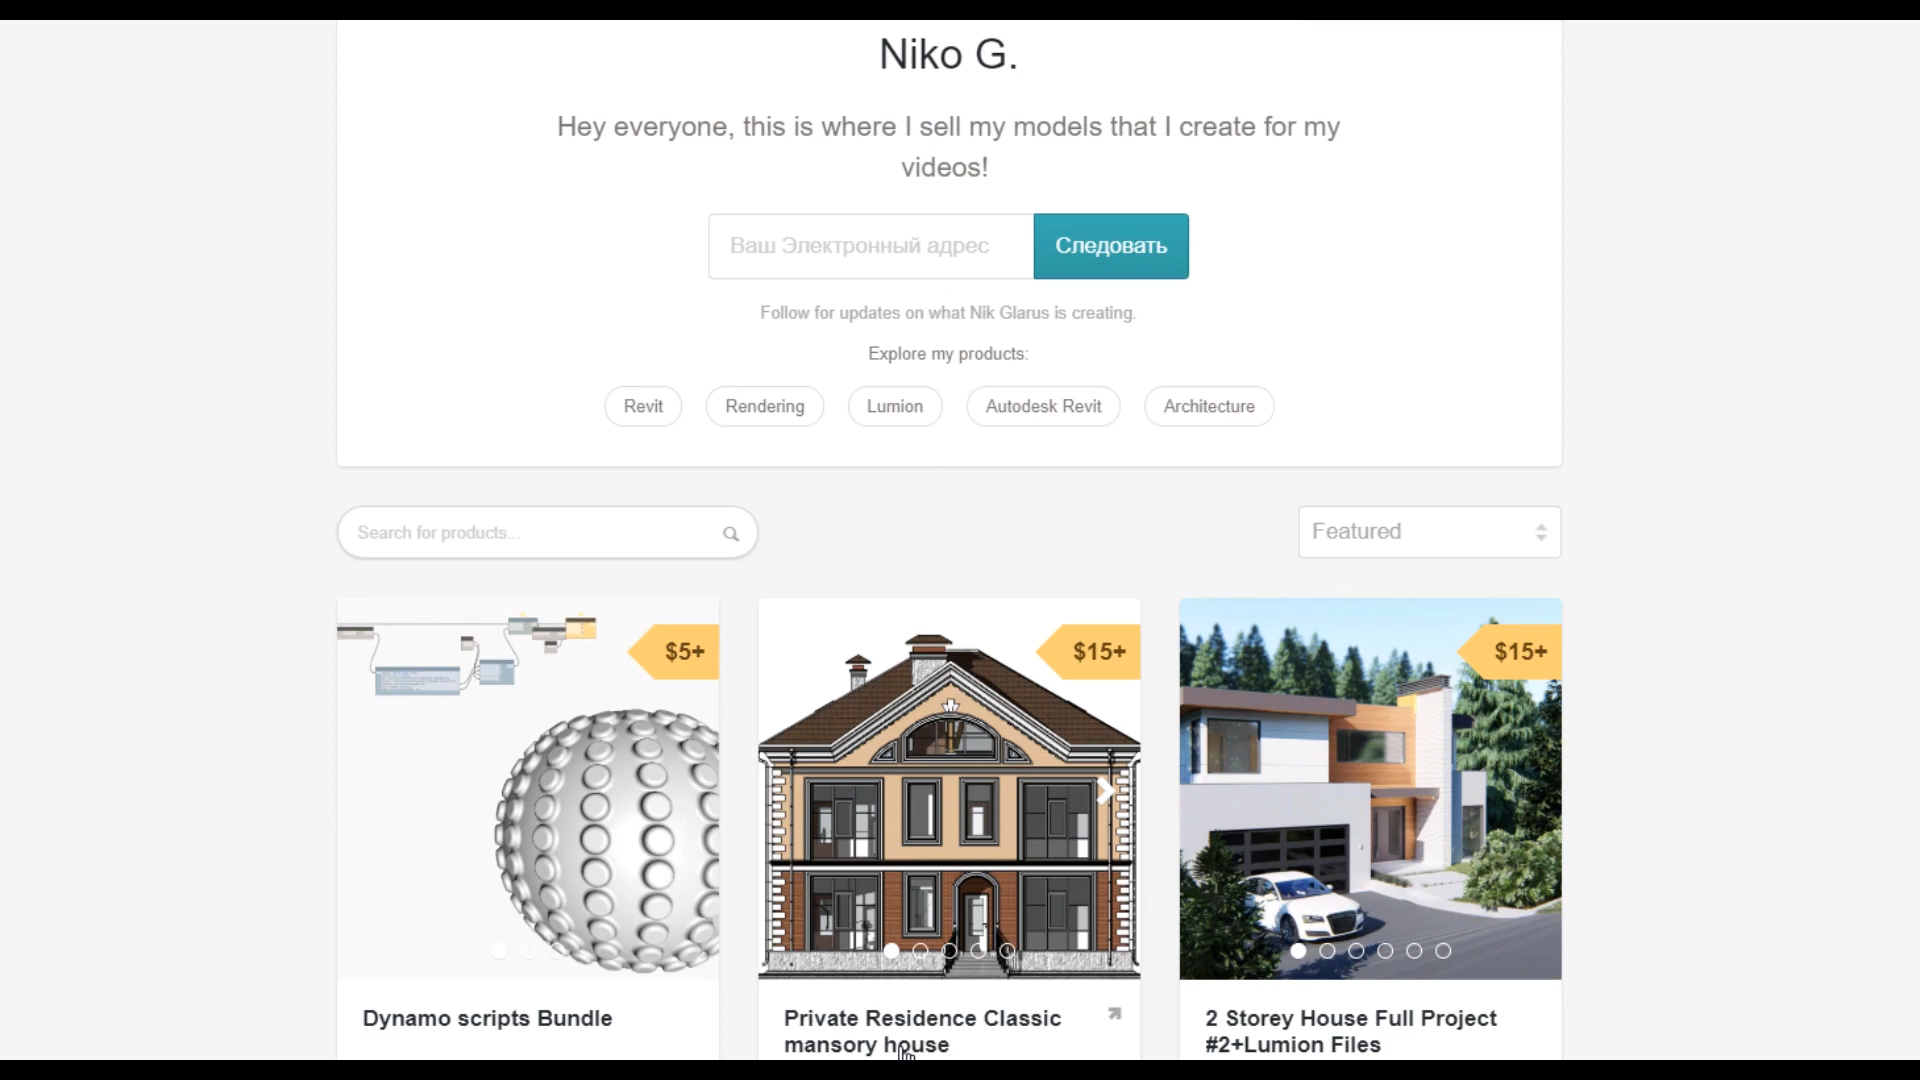 Niko G.
Hey everyone, this is where I sell my models that I create for my
videos!
Ваш Электронный адрес
Следовать
Follow for updates on what Nik Glarus is creating.
Explore my products:
Revit
Rendering
Lumion
Autodesk Revit
Architecture
Search for products...
Featured
$5+
$15+
$15+
Dynamo scripts Bundle
Private Residence Classic
mansory house
2 Storey House Full Project
#2+Lumion Files